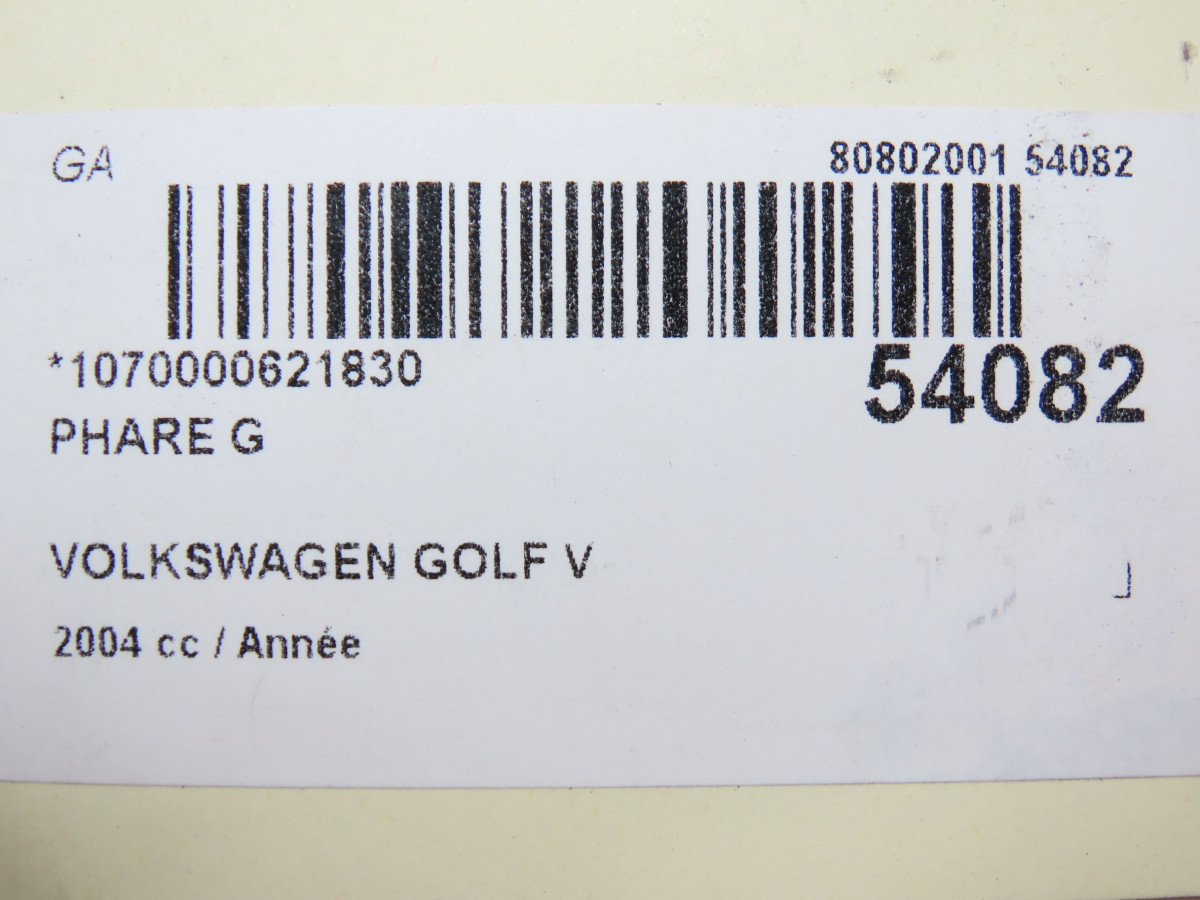 GA
80802001 54082
*1070000621830
54082
PHARE G
VOLKSWAGEN GOLF V
2004 cc / Année